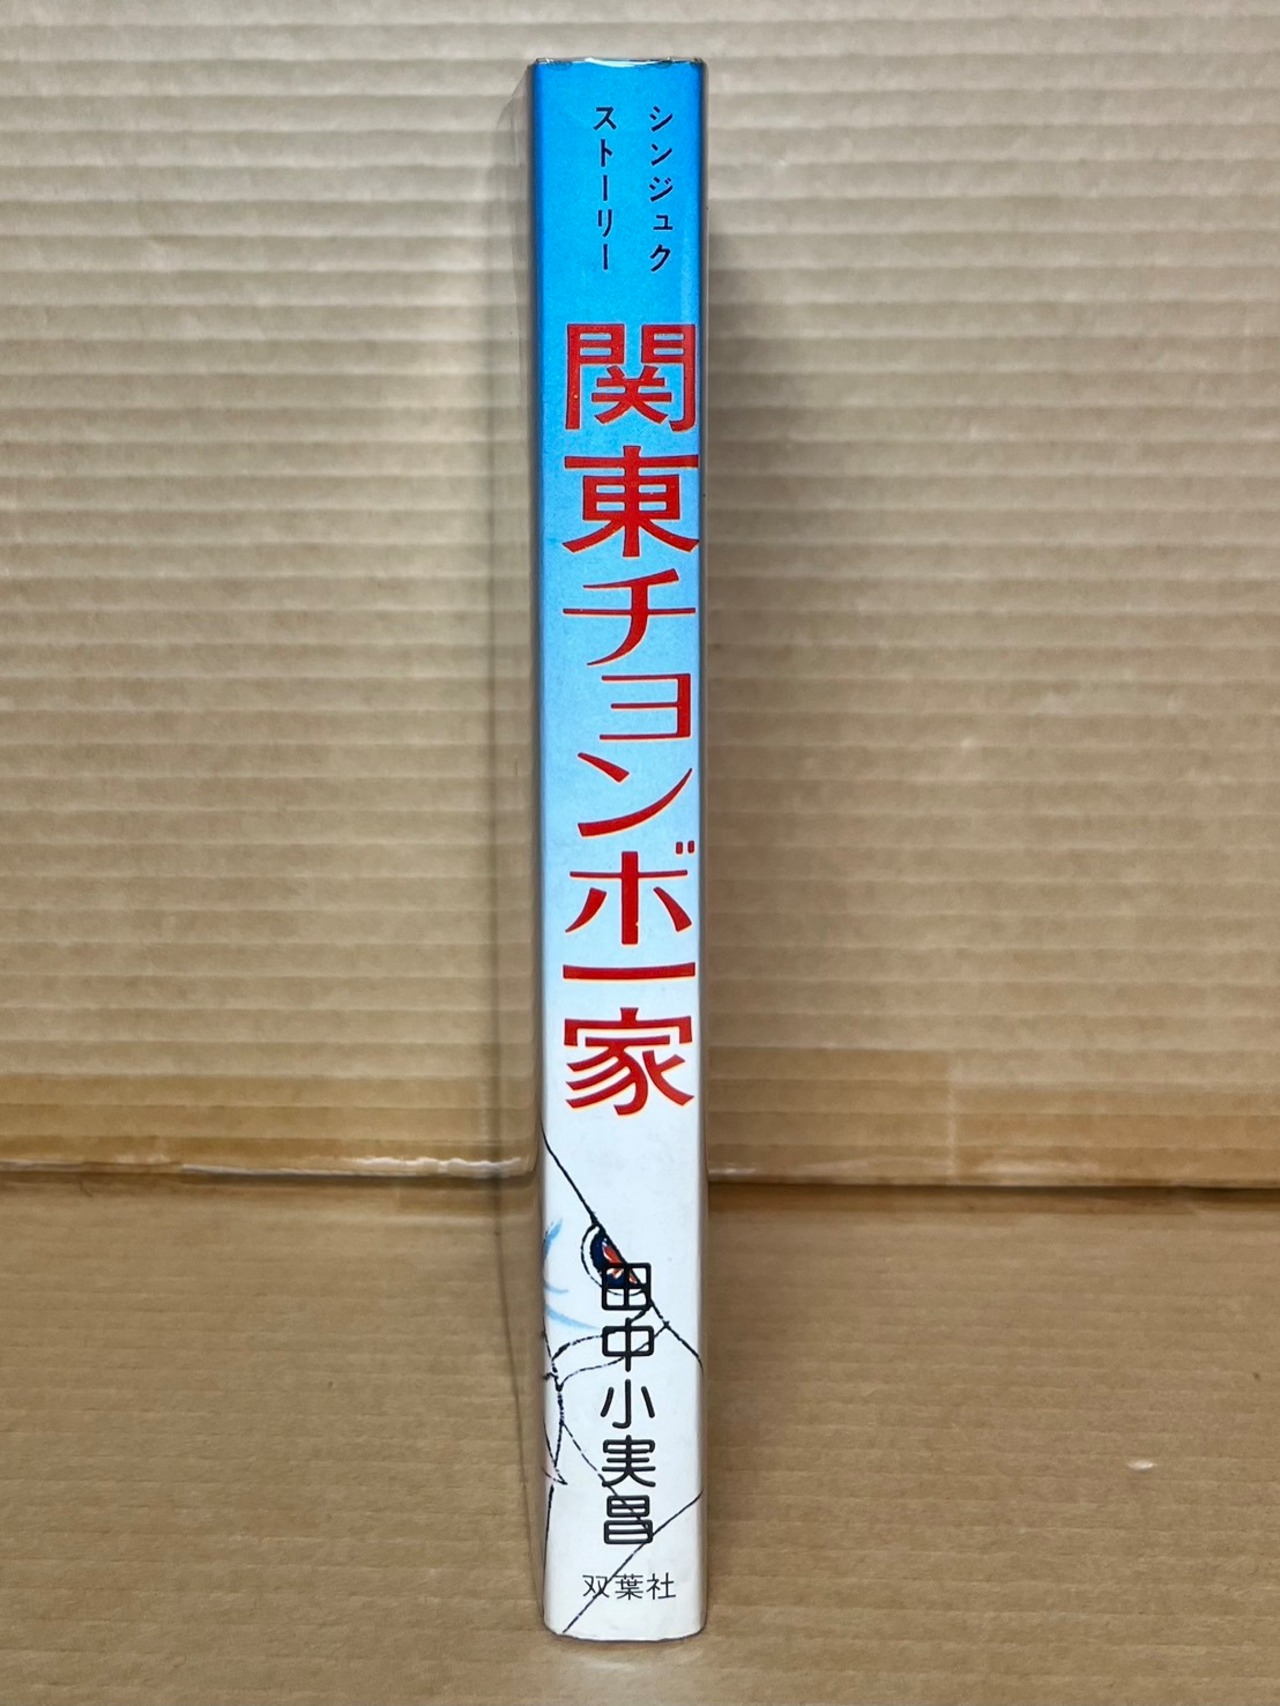 シンジュク
ストーリー
関東チョンボ一家
田中小実昌
双葉社